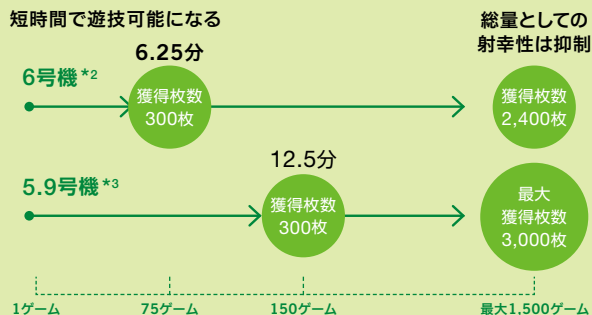 短時間で遊技可能になる
総量としての
射幸性は抑制
6.25分
6号機*2
獲得枚数
300枚
獲得枚数
2,400枚
12.5分
5.9号機*3
獲得枚数
300枚
最大
獲得枚数
3,000枚
1ゲーム
75ゲーム
150ゲーム
最大1,500ゲーム